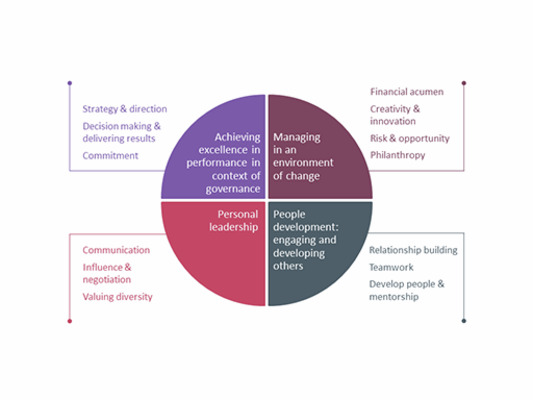 Strategy & direction
Decision making &
delivering results
Commitment
Achieving
excellence in
performance in
context of
governance
Managing
in an
environment
of change
Financial acumen
Creativity &
innovation
Risk & opportunity
Philanthropy
Communication
Influence &
negotiation
Valuing diversity
Personal
leadership
People
development:
engaging and
developing
others
Relationship building
Teamwork
Develop people &
mentorship